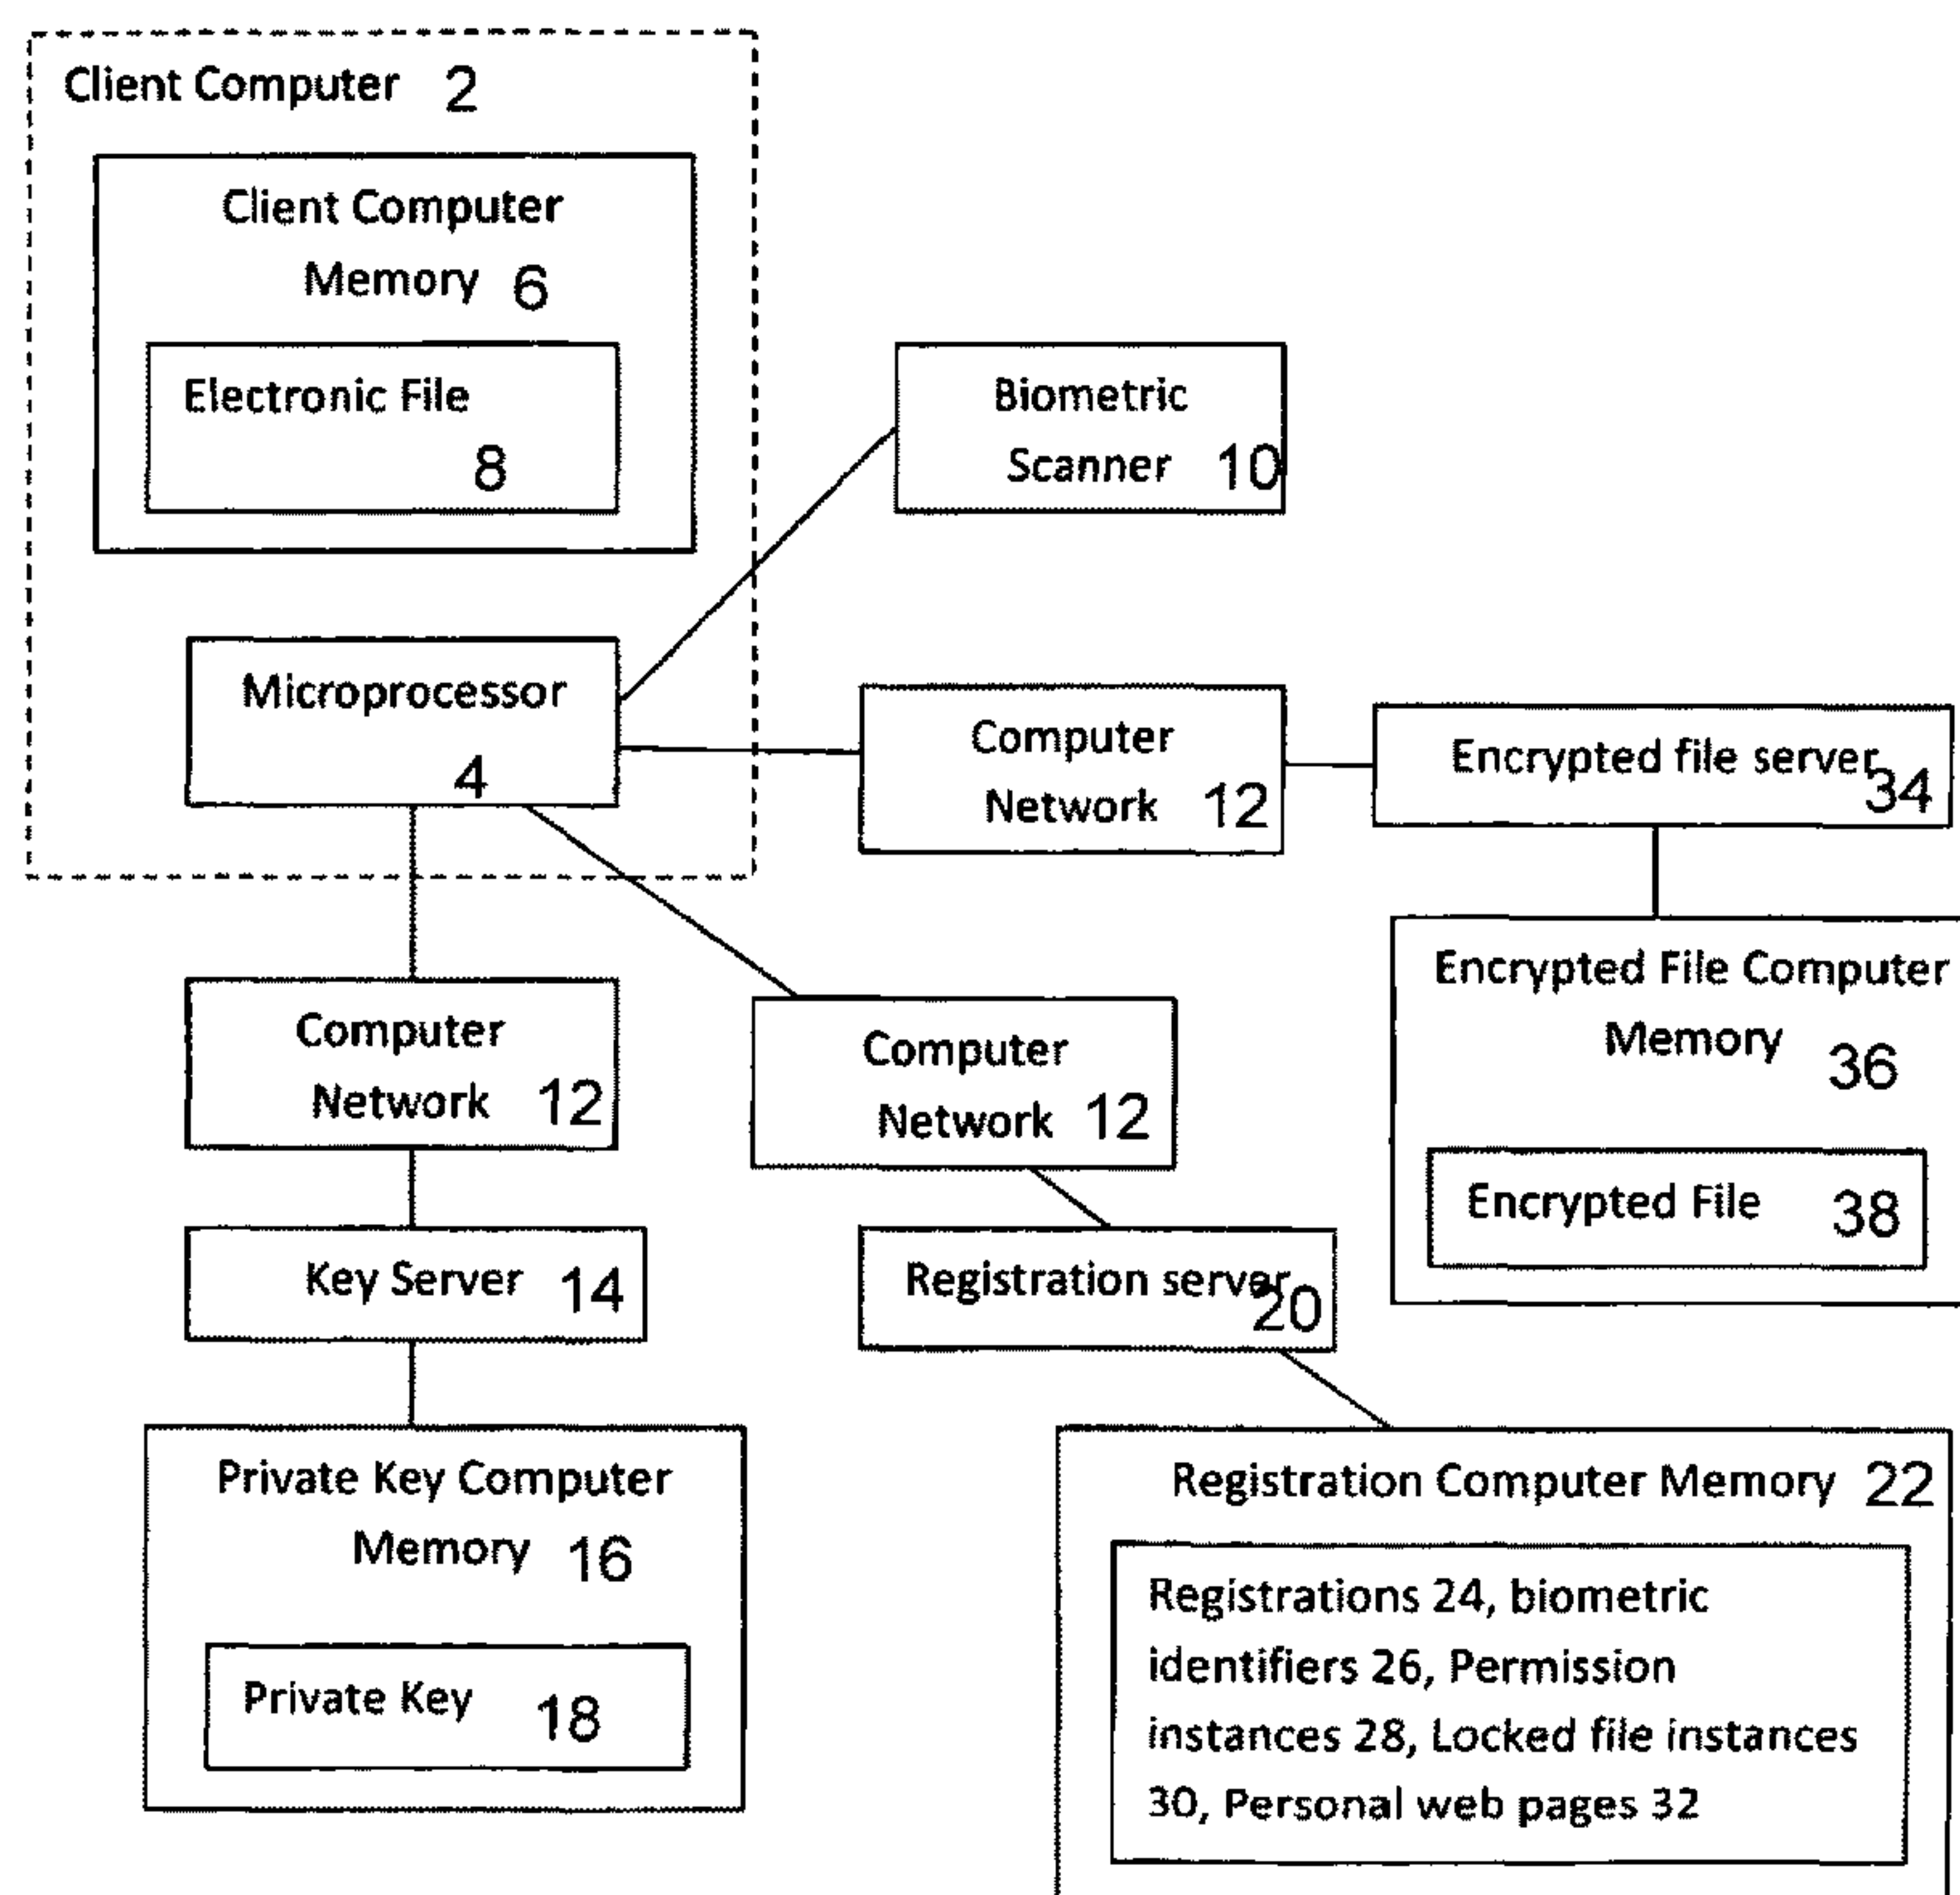 Client Computer 2
Client Computer
Memory 6
Electronic File
8
Biometric
Scanner 10
Microprocessor
4
Computer
Network 12
Encrypted file server
34
Encrypted File Computer
Memory 36
Encrypted File 38
Computer
Network 12
Computer
Network 12
Key Server 14
Registration server
20
Private Key Computer
Memory 16
Private Key 18
Registration Computer Memory 22
Registrations 24, biometric
identifiers 26, Permission
instances 28, Locked file instances
30, Personal web pages 32